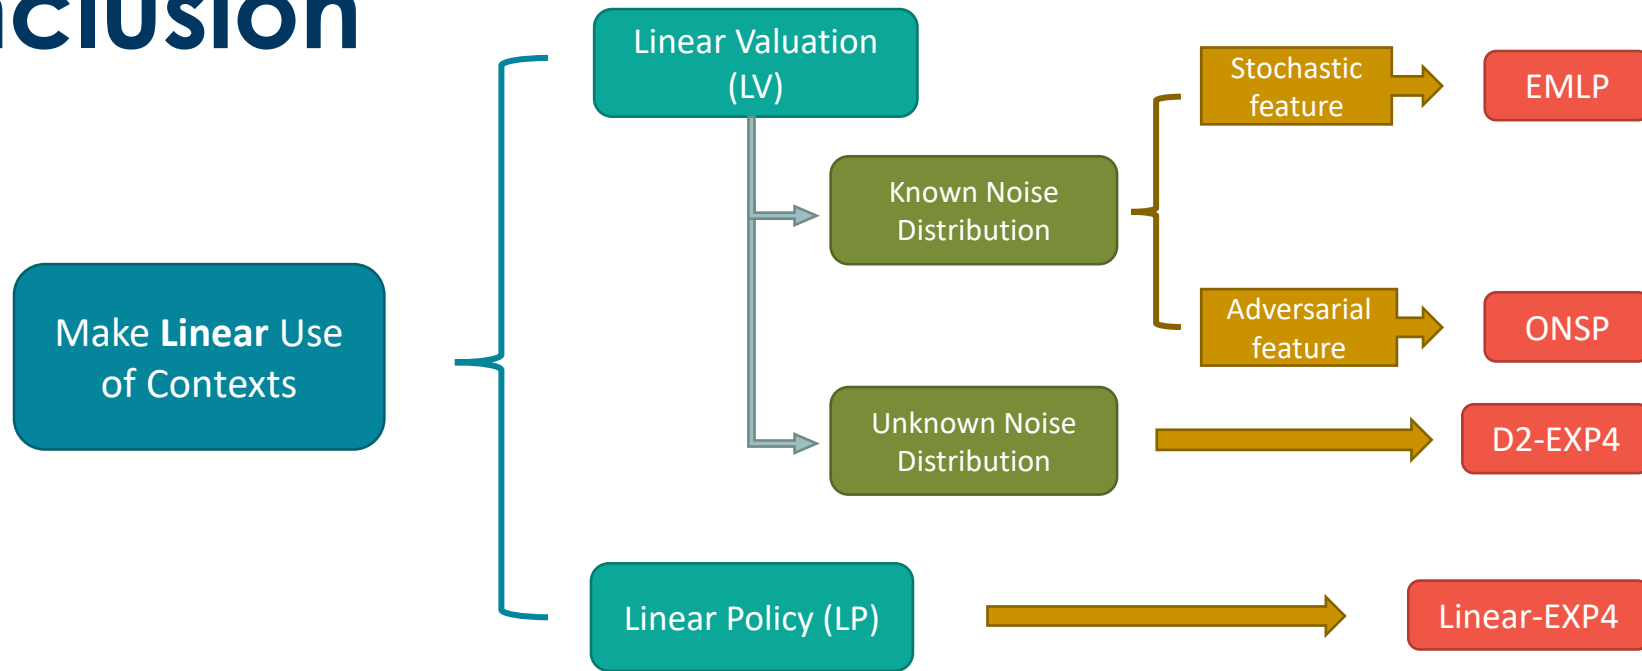 Linear Valuation
(LV)
Stochastic
feature
EMLP
Known Noise
Distribution
Make Linear Use
of Contexts
Adversarial
feature
ONSP
Unknown Noise
Distribution
D2-EXP4
Linear Policy (LP)
Linear-EXP4